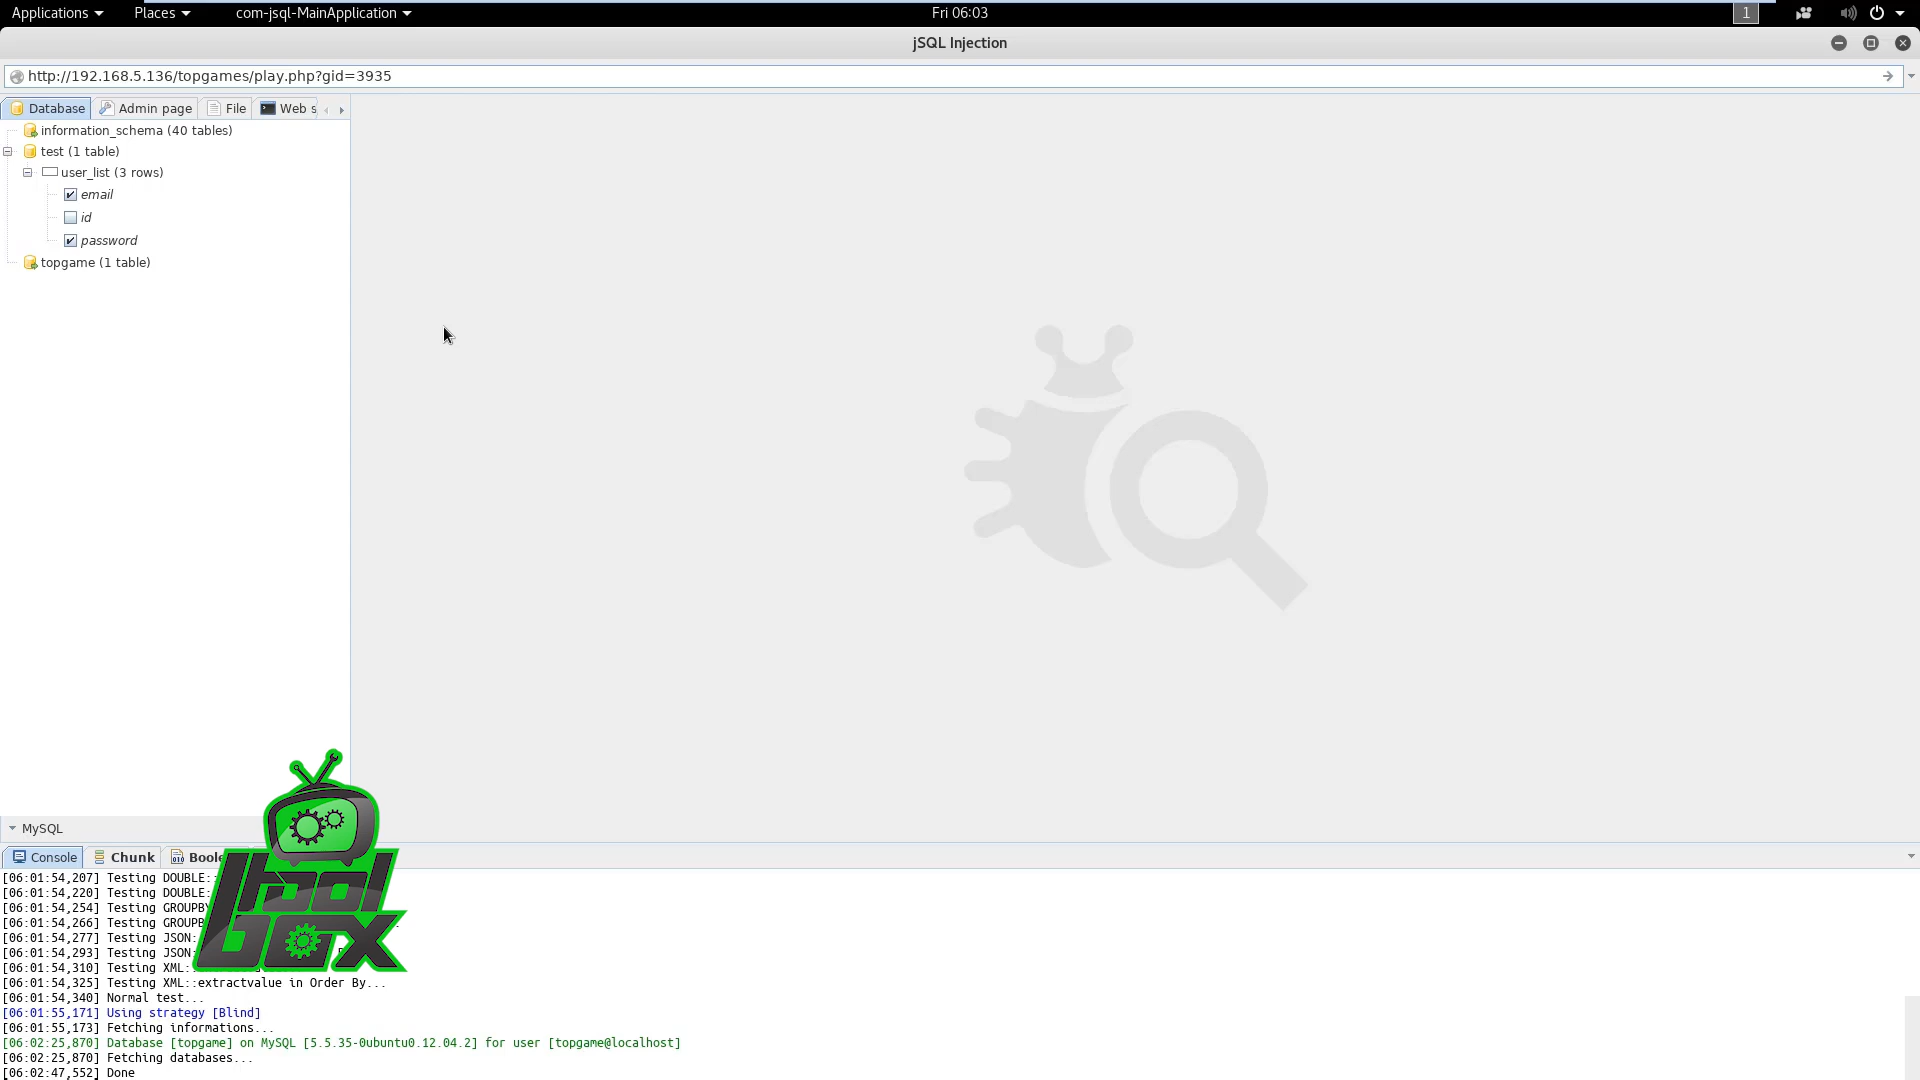 Applications Places com-jsql-MainApplication Fri 06:03 1
jSQL Injection
http://192.168.5.136/topgames/play.php?gid=3935
Database Admin page File Web s
information_schema (40 tables)
test (1 table)
user_list (3 rows)
email
id
password
topgame (1 table)
MySQL
Console Chunk Boole
[06:01:54,207] Testing DOUBLE:
[06:01:54,220] Testing DOUBLE:
[06:01:54,254] Testing GROUPBY
[06:01:54,266] Testing GROUPB
[06:01:54,277] Testing JSON:
[06:01:54,293] Testing JSON:
[06:01:54,310] Testing XML:
[06:01:54,325] Testing XML::extractvalue in Order By...
[06:01:54,340] Normal test...
[06:01:55,171] Using strategy [Blind]
[06:01:55,173] Fetching informations...
[06:02:25,870] Database [topgame] on MySQL [5.5.35-0ubuntu0.12.04.2] for user [topgame@localhost]
[06:02:25,870] Fetching databases...
[06:02:47,552] Done
tool
box